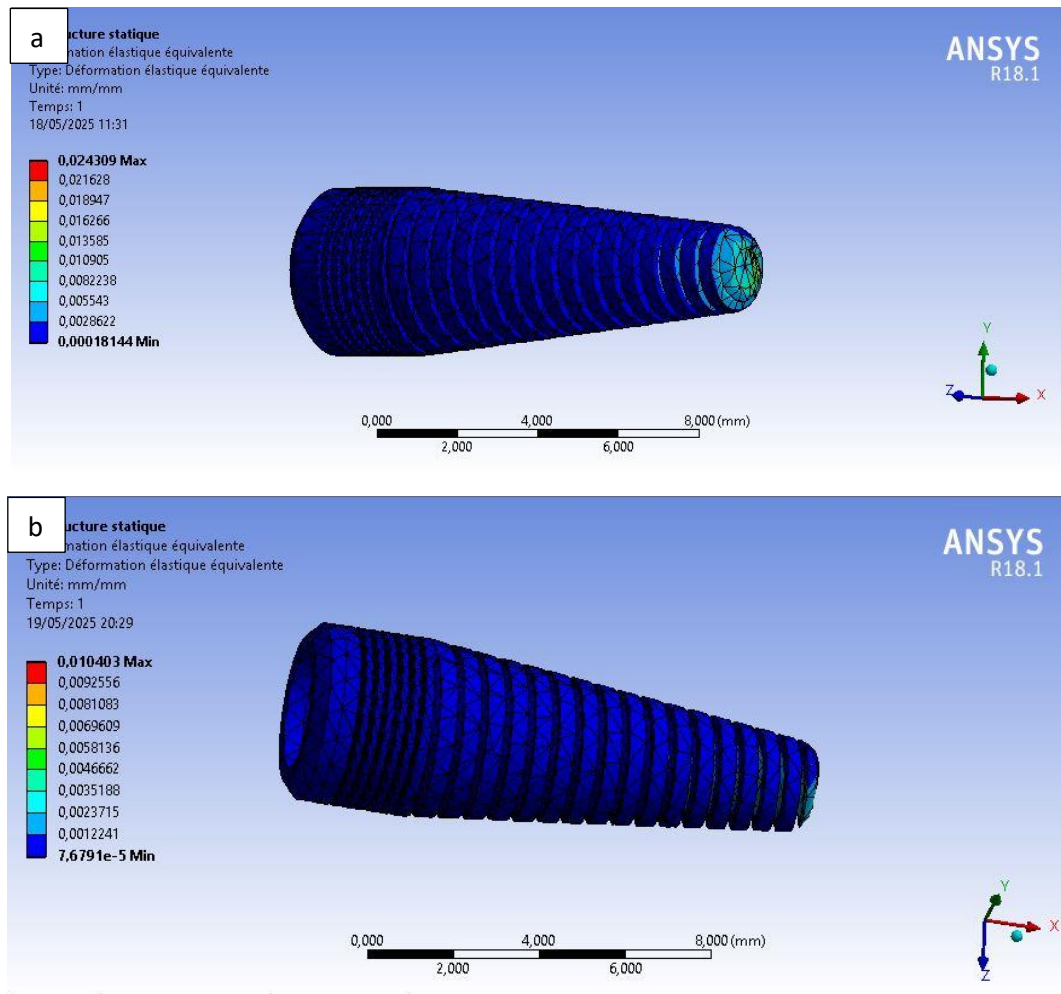 a
ucture statique
mation élastique équivalente
Type: Déformation élastique équivalente
Unité: mm/mm
Temps: 1
18/05/2025 11:31
ANSYS
R18.1
0,024309 Max
0,021628
0,018947
0,016266
0,013585
0,010905
0,0082238
0,005543
0,0028622
0,00018144 Min
Y
Z X
0,000 4,000 8,000 (mm)
2,000 6,000
b
ucture statique
mation élastique équivalente
Type: Déformation élastique équivalente
Unité: mm/mm
Temps: 1
19/05/2025 20:29
ANSYS
R18.1
0,010403 Max
0,0092556
0,0081083
0,0069609
0,0058136
0,0046662
0,0035188
0,0023715
0,0012241
7,6791e-5 Min
Y
X
Z
0,000 4,000 8,000 (mm)
2,000 6,000